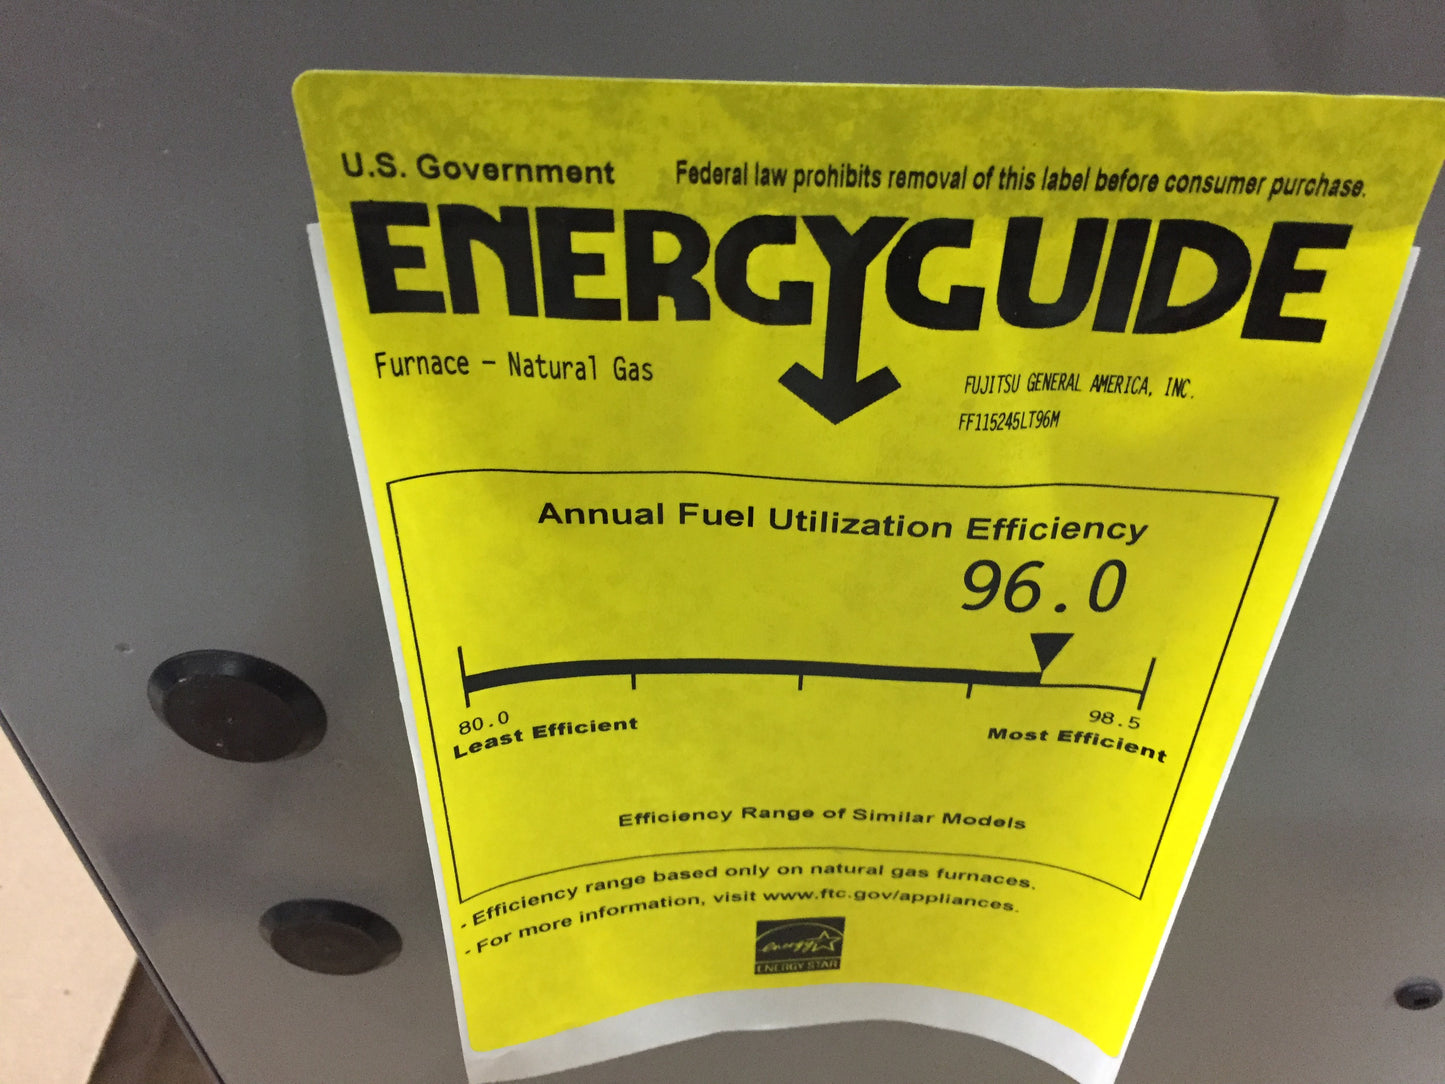 U.S. Government Federal law prohibits removal of this label before consumer purchase.
ENERGYGUIDE
Furnace - Natural Gas
FUJITSU GENERAL AMERICA, INC.
FF115245LT96M
Annual Fuel Utilization Efficiency
96.0
80.0 98.5
Least Efficient Most Efficient
Efficiency Range of Similar Models
- Efficiency range based only on natural gas furnaces.
- For more information, visit www.ftc.gov/appliances.
energy
ENERGY STAR